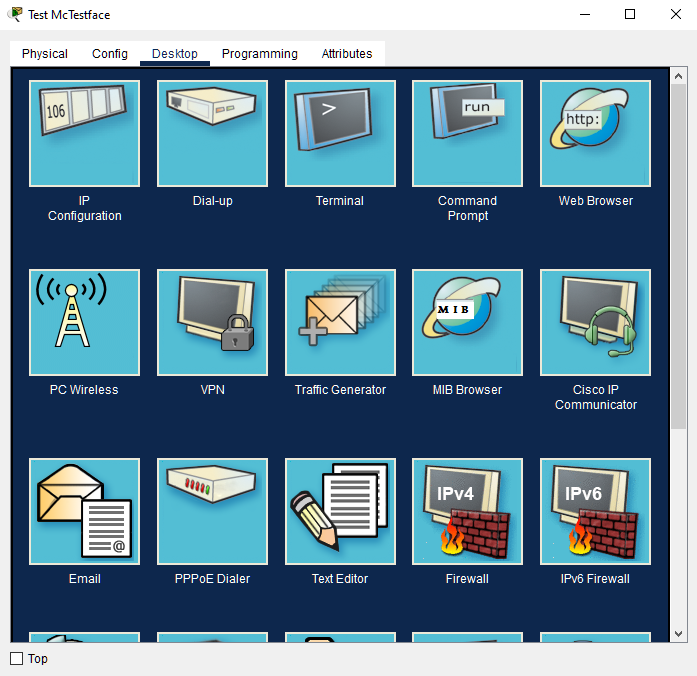 Test McTestface
Physical Config Desktop Programming Attributes
106
>
run
http:
IP
Configuration
Dial-up
Terminal
Command
Prompt
Web Browser
MIB
PC Wireless
VPN
Traffic Generator
MIB Browser
Cisco IP
Communicator
@
IPv4
IPv6
Email
PPPoE Dialer
Text Editor
Firewall
IPv6 Firewall
Top